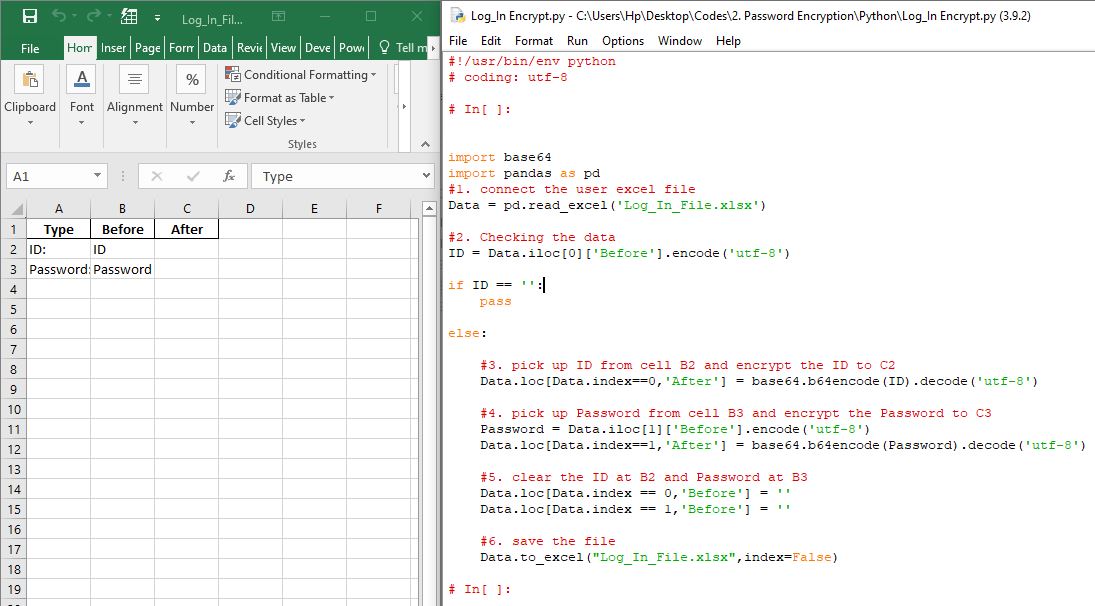 Log_In_Fil...
File Hom Inser Page Form Data Revie View Deve Powe Tell m
Clipboard
Font
Alignment
Number
Conditional Formatting
Format as Table
Cell Styles
Styles
A1
fx
Type
A B C D E F
1 Type Before After
2 ID: ID
3 Password: Password
4
5
6
7
8
9
10
11
12
13
14
15
16
17
18
19
Log_In Encrypt.py - C:\Users\Hp\Desktop\Codes\2. Password Encryption\Python\Log_In Encrypt.py (3.9.2)
File Edit Format Run Options Window Help
#!/usr/bin/env python
# coding: utf-8
# In[ ]:
import base64
import pandas as pd
#1. connect the user excel file
Data = pd.read_excel('Log_In_File.xlsx')
#2. Checking the data
ID = Data.iloc[0]['Before'].encode('utf-8')
if ID == '':
pass
else:
#3. pick up ID from cell B2 and encrypt the ID to C2
Data.loc[Data.index==0,'After'] = base64.b64encode(ID).decode('utf-8')
#4. pick up Password from cell B3 and encrypt the Password to C3
Password = Data.iloc[1]['Before'].encode('utf-8')
Data.loc[Data.index==1,'After'] = base64.b64encode(Password).decode('utf-8')
#5. clear the ID at B2 and Password at B3
Data.loc[Data.index == 0,'Before'] = ''
Data.loc[Data.index == 1,'Before'] = ''
#6. save the file
Data.to_excel("Log_In_File.xlsx",index=False)
# In[ ]: